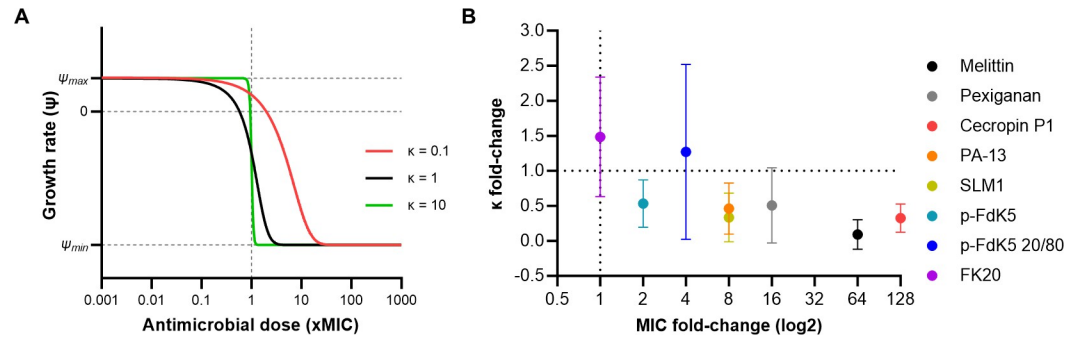 A
Growth rate (ψ)
ψmax
0
ψmin
κ = 0.1
κ = 1
κ = 10
0.001 0.01 0.1 1 10 100 1000
Antimicrobial dose (xMIC)
B
κ fold-change
3.0
2.5
2.0
1.5
1.0
0.5
0.0
-0.5
0.5 1 2 4 8 16 32 64 128
MIC fold-change (log2)
Melittin
Pexiganan
Cecropin P1
PA-13
SLM1
p-FdK5
p-FdK5 20/80
FK20